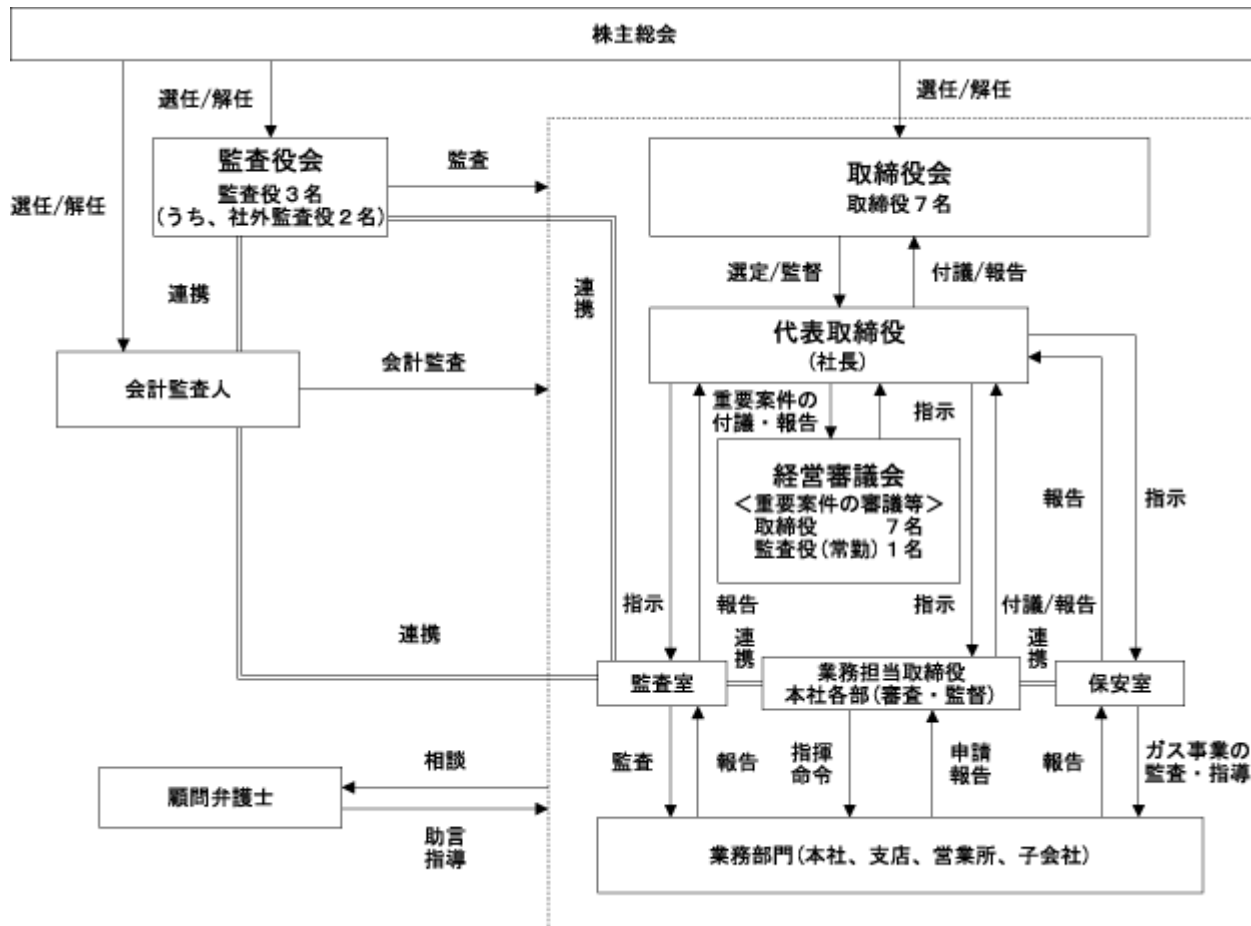 株主総会
選任/解任
選任/解任
監査役会
監査役3名
(うち、社外監査役2名)
監査
取締役会
取締役7名
選任/解任
連携
連携
選定/監督
付議/報告
代表取締役
(社長)
会計監査人
会計監査
重要案件の
付議・報告
指示
経営審議会
<重要案件の審議等>
取締役 7名
監査役(常勤)1名
報告
指示
指示
報告
指示
付議/報告
連携
連携
連携
監査室
業務担当取締役
本社各部(審査・監督)
保安室
監査
報告
指揮
命令
申請
報告
報告
ガス事業の
監査・指導
相談
顧問弁護士
助言
指導
業務部門(本社、支店、営業所、子会社)